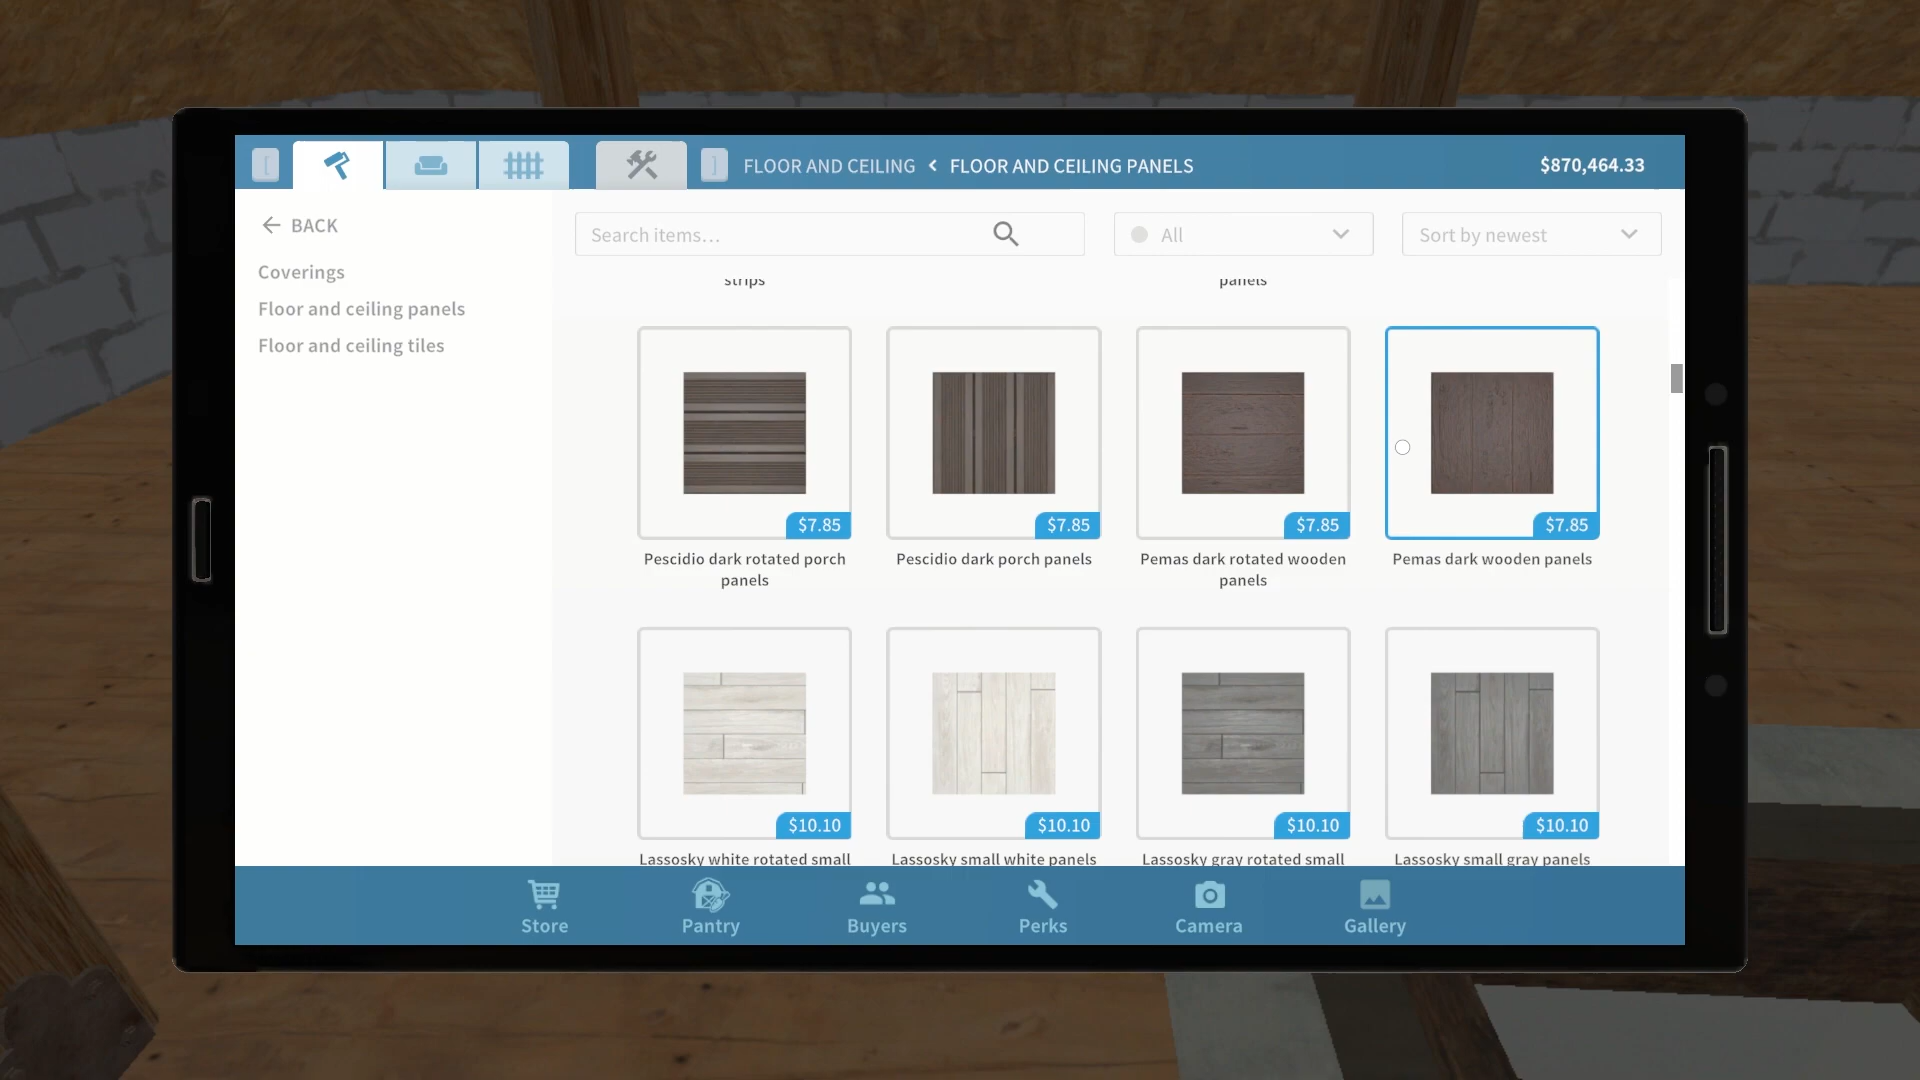 [
]
FLOOR AND CEILING < FLOOR AND CEILING PANELS
$870,464.33
BACK
Coverings
Floor and ceiling panels
Floor and ceiling tiles
Search items...
All
Sort by newest
strips
panels
$7.85
$7.85
$7.85
$7.85
Pescidio dark rotated porch
panels
Pescidio dark porch panels
Pemas dark rotated wooden
panels
Pemas dark wooden panels
$10.10
$10.10
$10.10
$10.10
Lassosky white rotated small
Lassosky small white panels
Lassosky gray rotated small
Lassosky small gray panels
Store
Pantry
Buyers
Perks
Camera
Gallery